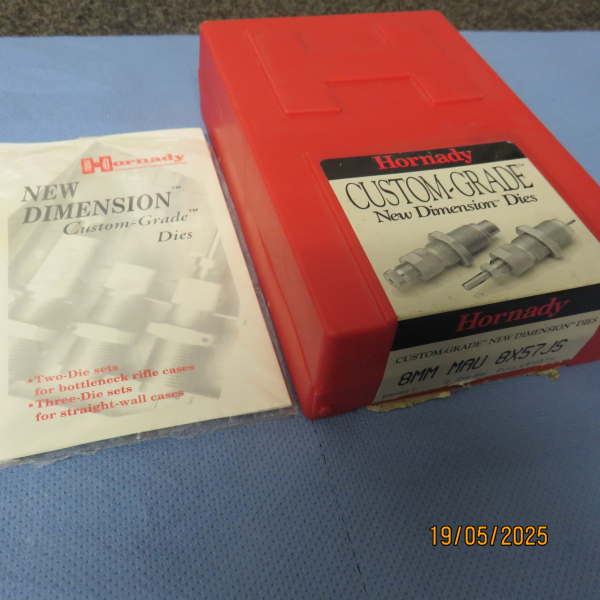 Hornady
NEW
DIMENSION™
Custom-Grade™
Dies
•Two-Die sets
for bottleneck rifle cases
•Three-Die sets
for straight-wall cases
Hornady
CUSTOM-GRADE™
New Dimension™ Dies
Hornady
CUSTOM-GRADE™ NEW DIMENSION™ DIES
8MM MAU 8X57JS
19/05/2025